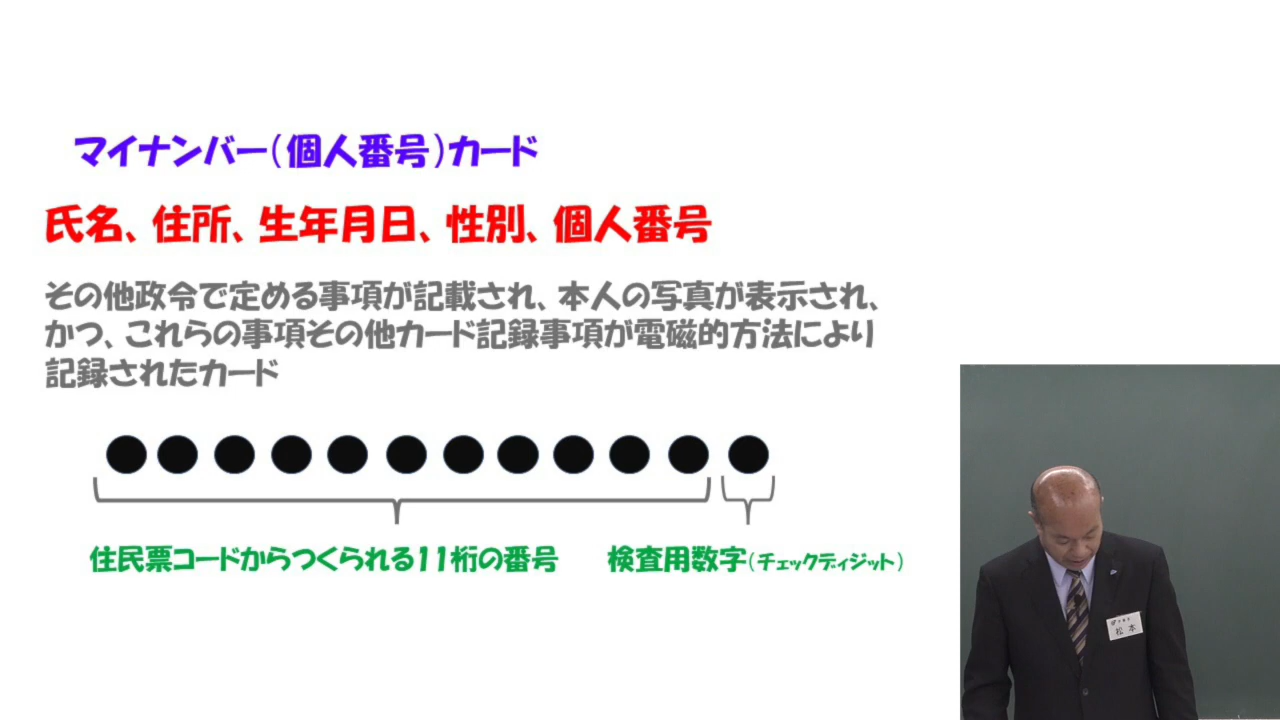 マイナンバー(個人番号)カード
氏名、住所、生年月日、性別、個人番号
その他政令で定める事項が記載され、本人の写真が表示され、
かつ、これらの事項その他カード記録事項が電磁的方法により
記録されたカード
住民票コードからつくられる11桁の番号
検査用数字(チェックディジット)
松本